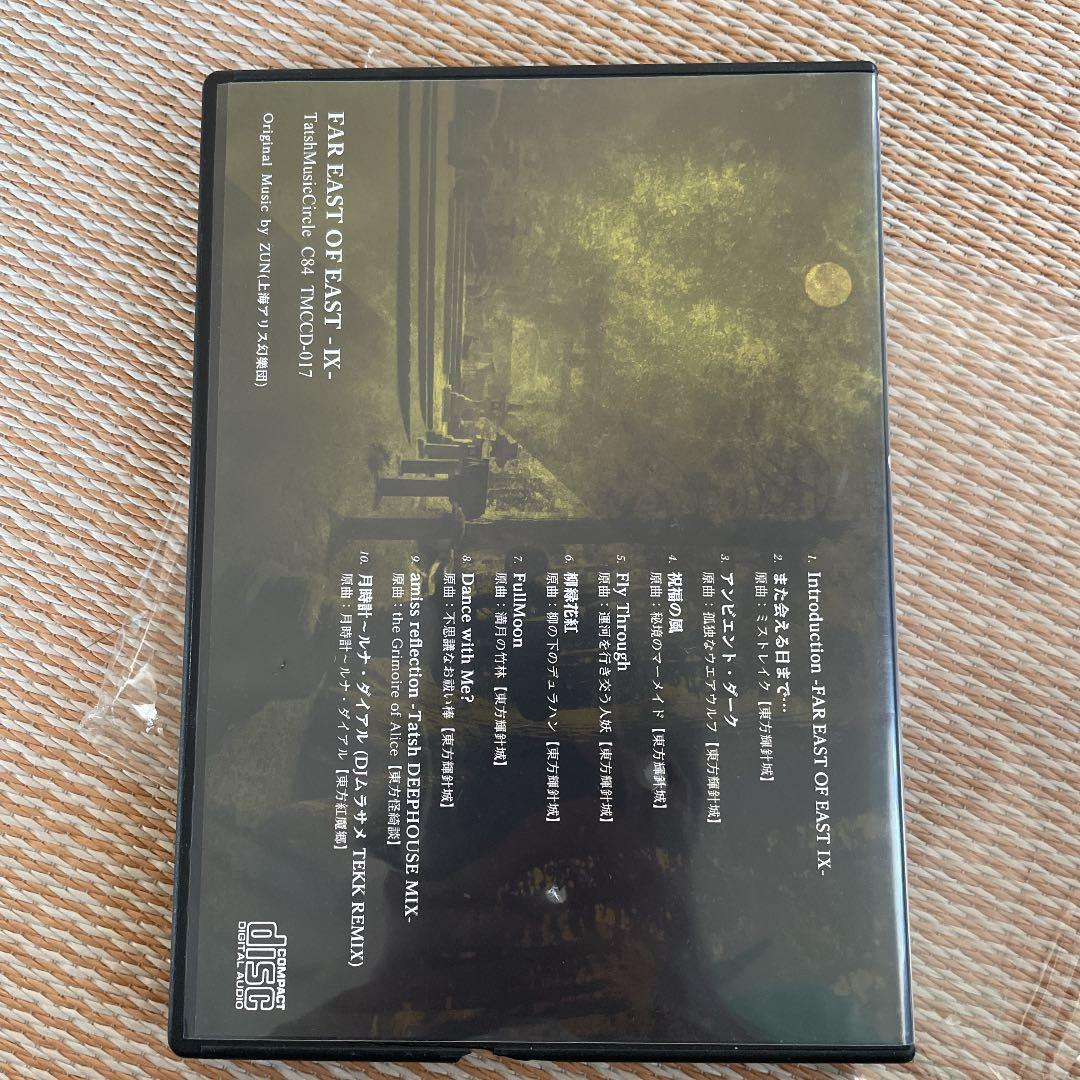 1. Introduction -FAR EAST OF EAST IX-
2. また会える日まで…
原曲：ミストレイク【東方輝針城】
3. アンビエント・ダーク
原曲：孤独なウエアウルフ【東方輝針城】
4. 祝福の風
原曲：秘境のマーメイド【東方輝針城】
5. Fly Through
原曲：運河を行き交う人妖【東方輝針城】
6. 柳緑花紅
原曲：柳の下のデュラハン【東方輝針城】
7. FullMoon
原曲：満月の竹林【東方輝針城】
8. Dance with Me?
原曲：不思議なお祓い棒【東方輝針城】
9. amiss reflection -Tatsh DEEPHOUSE MIX-
原曲：the Grimoire of Alice【東方怪綺談】
10. 月時計～ルナ・ダイアル (DJムラサメ TEKK REMIX)
原曲：月時計～ルナ・ダイアル【東方紅魔郷】
FAR EAST OF EAST -IX-
TatshMusicCircle C84 TMCCD-017
Original Music by ZUN(上海アリス幻樂団)
COMPACT
disc
DIGITAL AUDIO